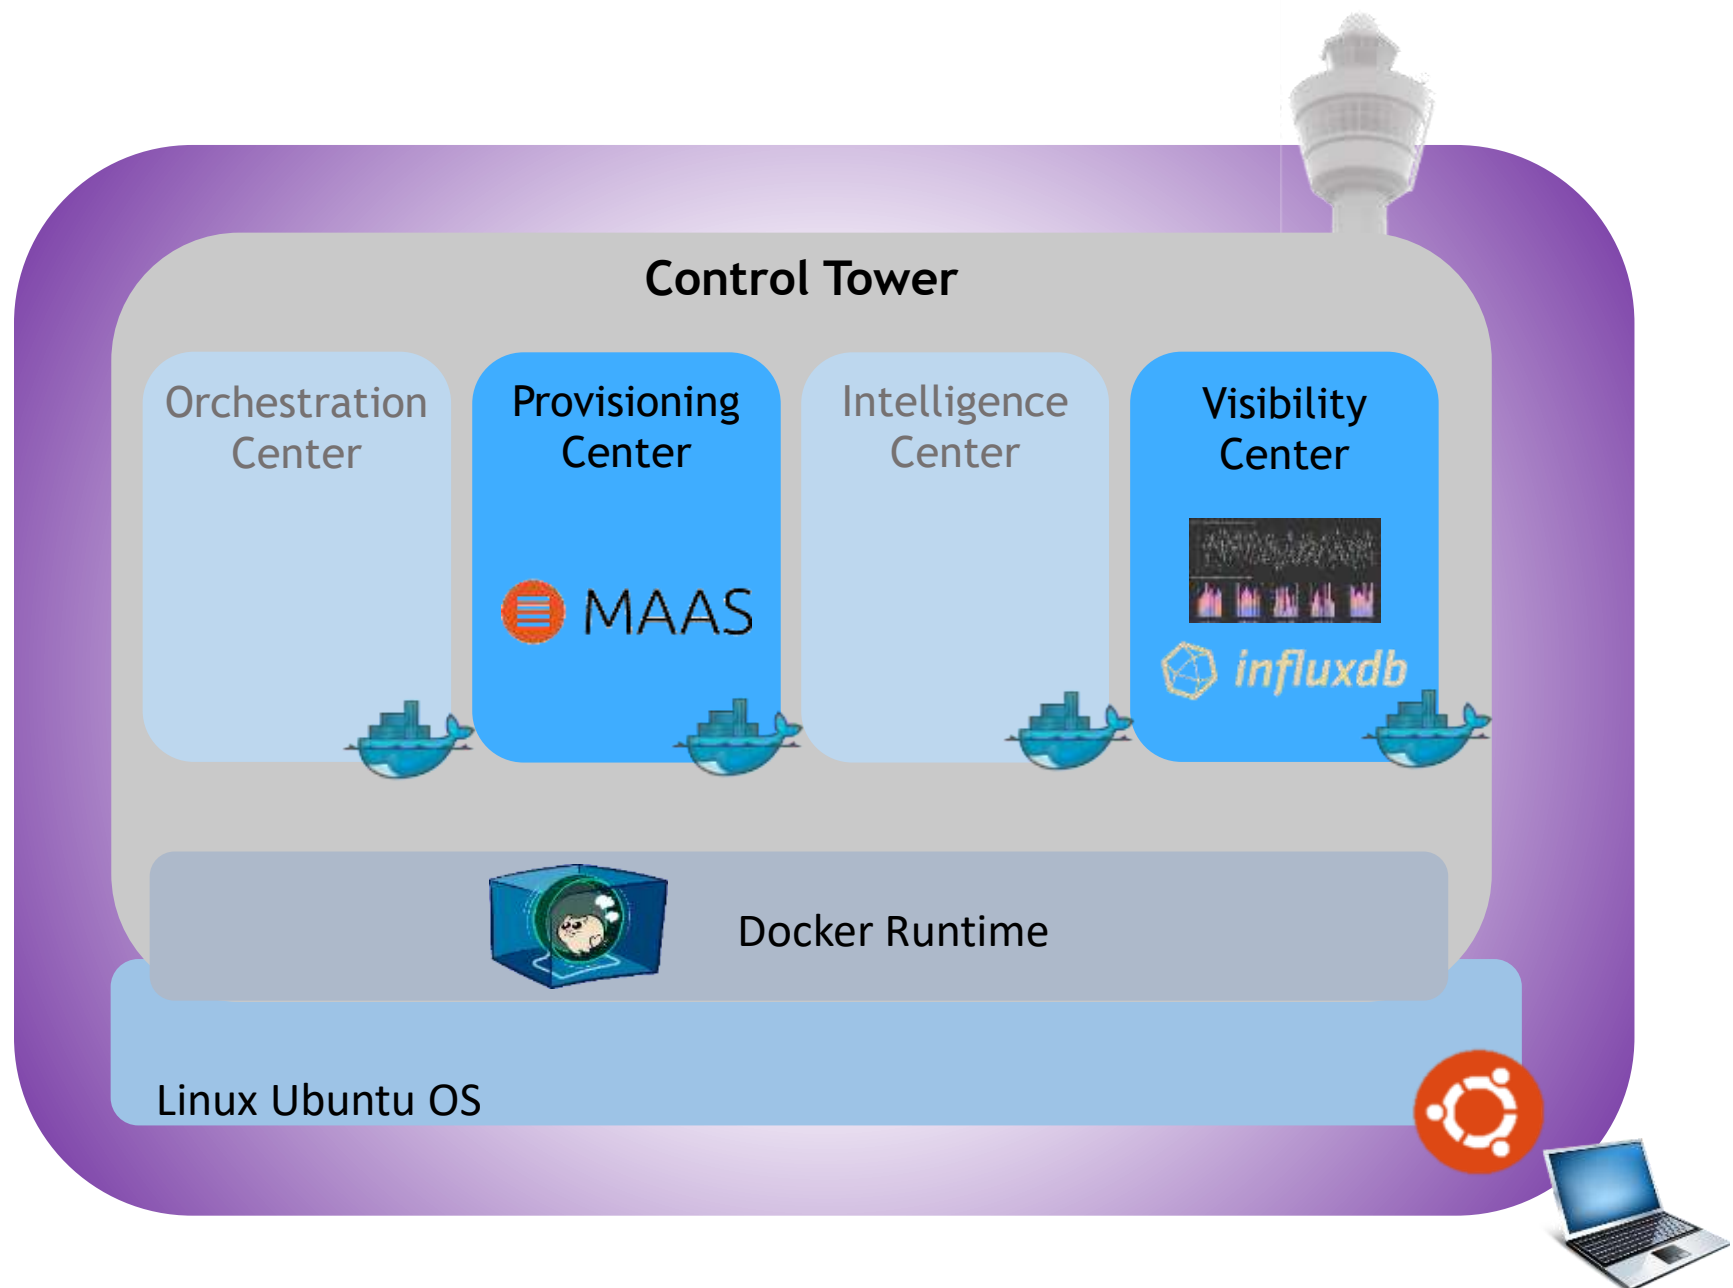 Control Tower
Orchestration
Center
Provisioning
Center
Intelligence
Center
Visibility
Center
MAAS
influxdb
Docker Runtime
Linux Ubuntu OS